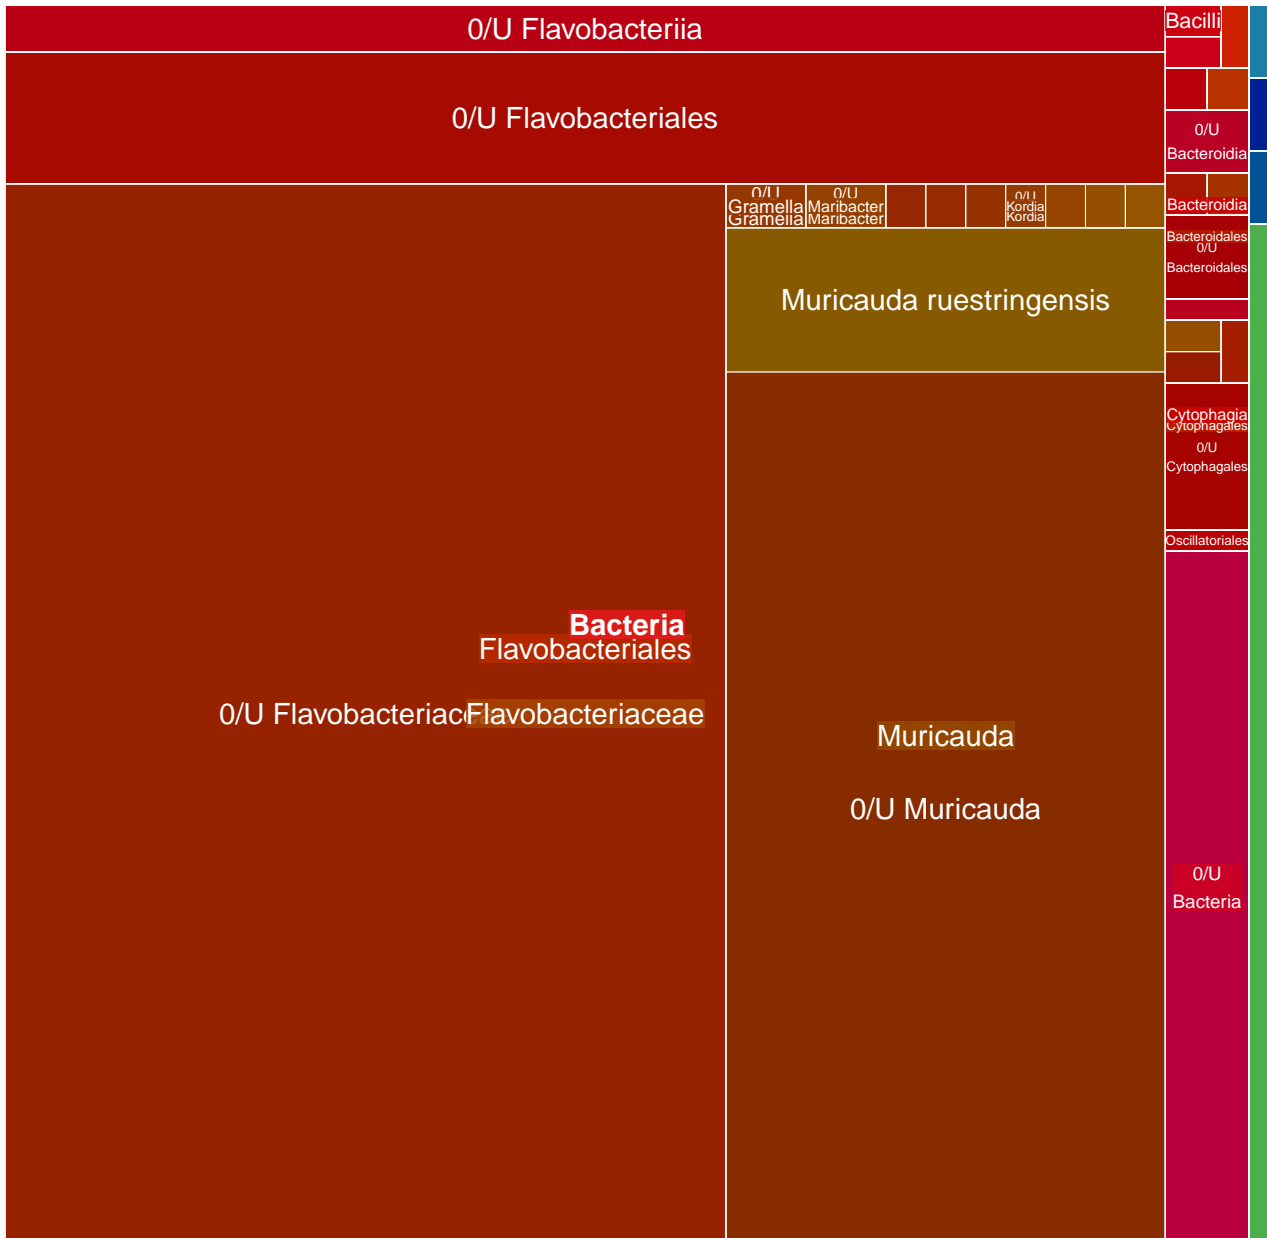 0/U Flavobacteriia
0/U Flavobacteriales
0/U
Gramella
Gramella
0/U
Maribacter
Maribacter
0/U
Kordia
Kordia
Muricauda ruestringensis
Bacteria
Flavobacteriales
0/U Flavobacteriac
Flavobacteriaceae
Muricauda
0/U Muricauda
Bacilli
0/U
Bacteroidia
Bacteroidia
Bacteroidales
0/U
Bacteroidales
Cytophagia
Cytophagales
0/U
Cytophagales
Oscillatoriales
0/U
Bacteria